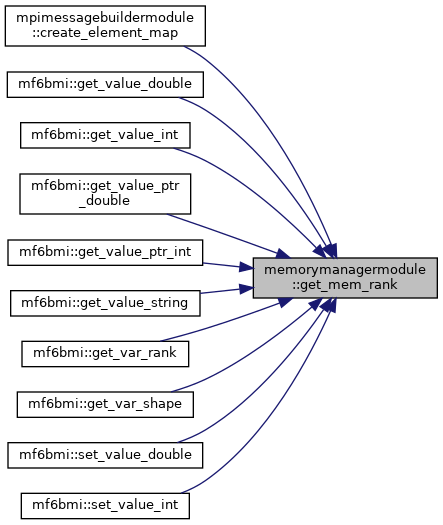 mpimessagebuildermodule
::create_element_map
mf6bmi::get_value_double
mf6bmi::get_value_int
mf6bmi::get_value_ptr
_double
mf6bmi::get_value_ptr_int
mf6bmi::get_value_string
mf6bmi::get_var_rank
mf6bmi::get_var_shape
mf6bmi::set_value_double
mf6bmi::set_value_int
memorymanagermodule
::get_mem_rank